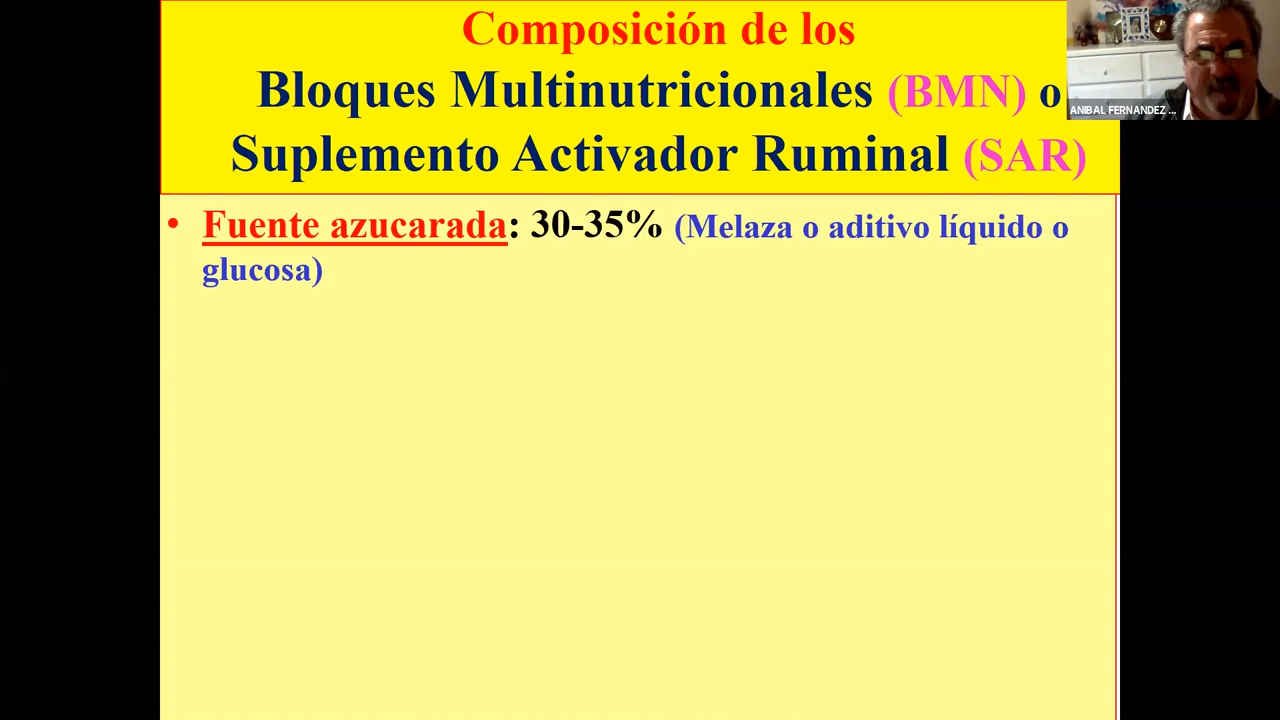 Composición de los
Bloques Multinutricionales (BMN) o
Suplemento Activador Ruminal (SAR)
ANIBAL FERNANDEZ ...
• Fuente azucarada: 30-35% (Melaza o aditivo líquido o
glucosa)